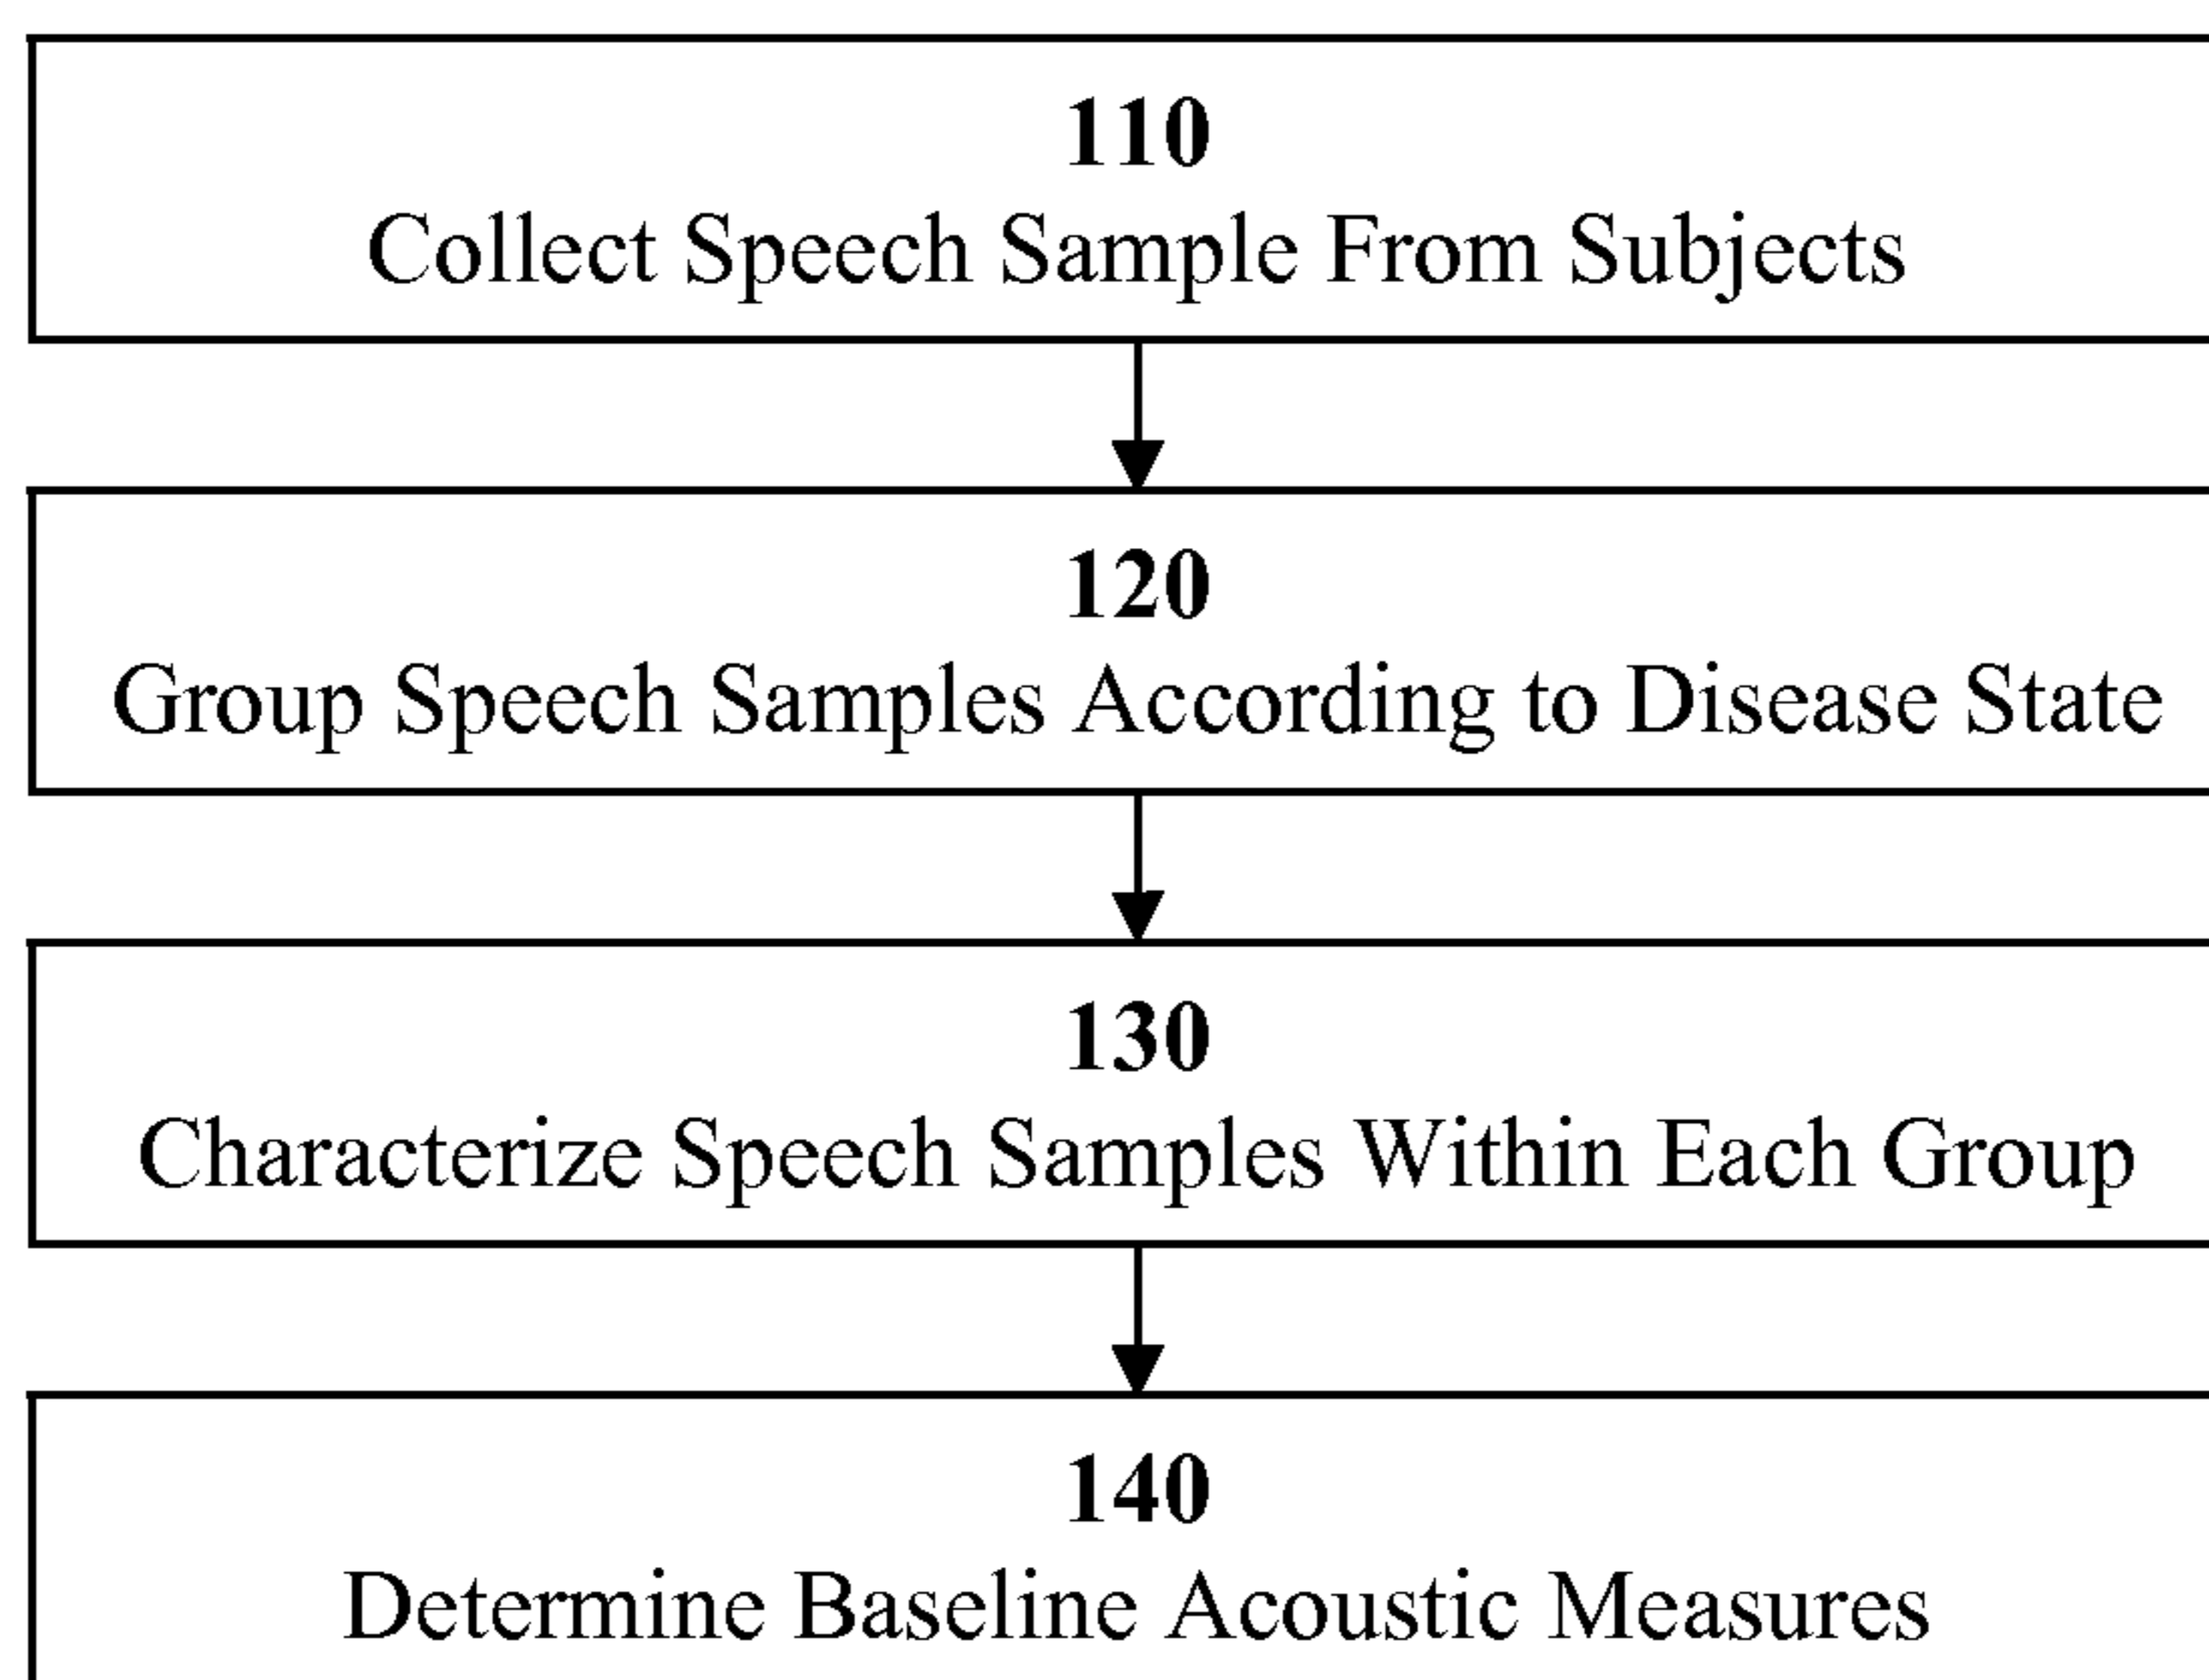 110
Collect Speech Sample From Subjects
120
Group Speech Samples According to Disease State
130
Characterize Speech Samples Within Each Group
140
Determine Baseline Acoustic Measures